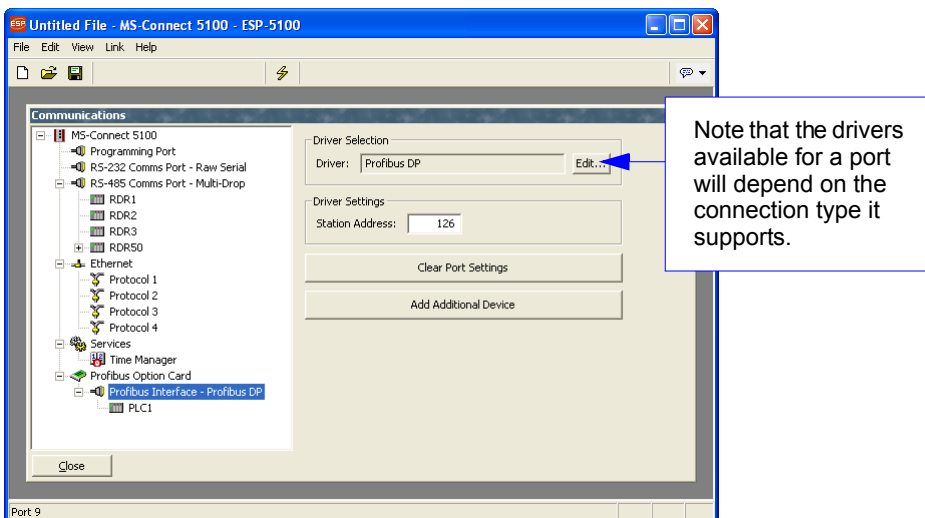 ESP Untitled File - MS-Connect 5100 - ESP-5100
File Edit View Link Help
Communications
MS-Connect 5100
Programming Port
RS-232 Comms Port - Raw Serial
RS-485 Comms Port - Multi-Drop
RDR1
RDR2
RDR3
RDR50
Ethernet
Protocol 1
Protocol 2
Protocol 3
Protocol 4
Services
Time Manager
Profibus Option Card
Profibus Interface - Profibus DP
PLC1
Close
Driver Selection
Driver: Profibus DP Edit...
Driver Settings
Station Address: 126
Clear Port Settings
Add Additional Device
Note that the drivers
available for a port
will depend on the
connection type it
supports.
Port 9